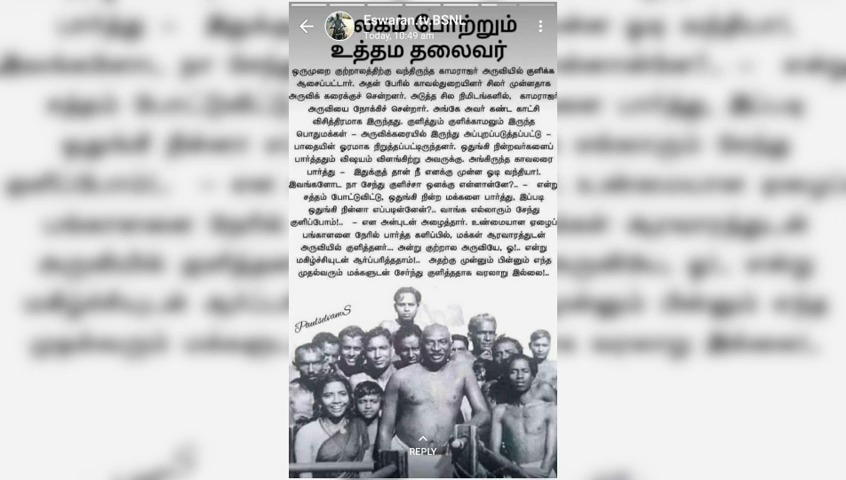 Eswaran.tv.BSNL
Today, 10:49 am
போற்றும்
உத்தம தலைவர்
ஒருமுறை குற்றாலத்திற்கு வந்திருந்த காமராஜர் அருவியில் குளிக்க
ஆசைப்பட்டார். அதன் பேரில் காவல்துறையினர் சிலர் முன்னதாக
அருவிக் கரைக்குச் சென்றனர். அடுத்த சில நிமிடங்களில், காமராஜர்
அருவியை நோக்கிச் சென்றார். அங்கே அவர் கண்ட காட்சி
விசித்திரமாக இருந்தது. குளித்தும் குளிக்காமலும் இருந்த
பொதுமக்கள் – அருவிக்கரையில் இருந்து அப்புறப்படுத்தப்பட்டு –
பாதையின் ஓரமாக நிறுத்தப்பட்டிருந்தனர். ஒதுங்கி நின்றவர்களைப்
பார்த்ததும் விஷயம் விளங்கிற்று அவருக்கு. அங்கிருந்த காவலரை
பார்த்து – இதுக்குத் தான் நீ எனக்கு முன்ன ஓடி வந்தியா!.
இவங்களோட நா சேந்து குளிச்சா ஒனக்கு என்னான்னே?.. – என்று
சத்தம் போட்டுவிட்டு, ஒதுங்கி நின்ற மக்களை பார்த்து, இப்படி
ஒதுங்கி நின்னா எப்படின்னேன்?.. வாங்க எல்லாரும் சேந்து
குளிப்போம்!.. – என அன்புடன் அழைத்தார். உண்மையான ஏழைப்
பங்காளனை நேரில் பார்த்த களிப்பில், மக்கள் ஆரவாரத்துடன்
அருவியில் குளித்தனர்... அன்று குற்றால அருவியே, ஓ!.. என்று
மகிழ்ச்சியுடன் ஆர்ப்பரித்ததாம்!.. அதற்கு முன்னும் பின்னும் எந்த
முதல்வரும் மக்களுடன் சேர்ந்து குளித்ததாக வரலாறு இல்லை!..
PaulselvamS
REPLY